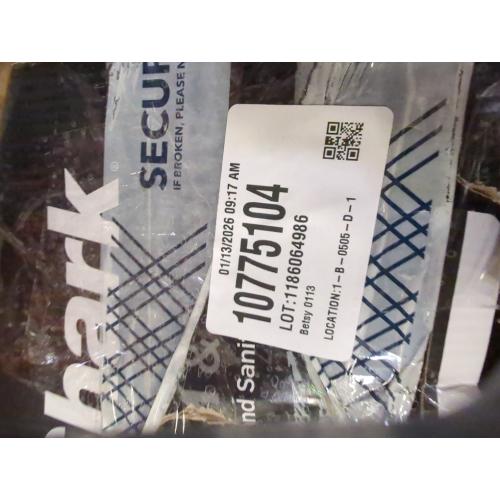 SECUR
IF BROKEN, PLEASE N
hark
®
01/13/2026 09:17 AM
10775104
LOT:1186064986
Betsy 0113
LOCATION:1-B-0505-D-1
&
nd Sani